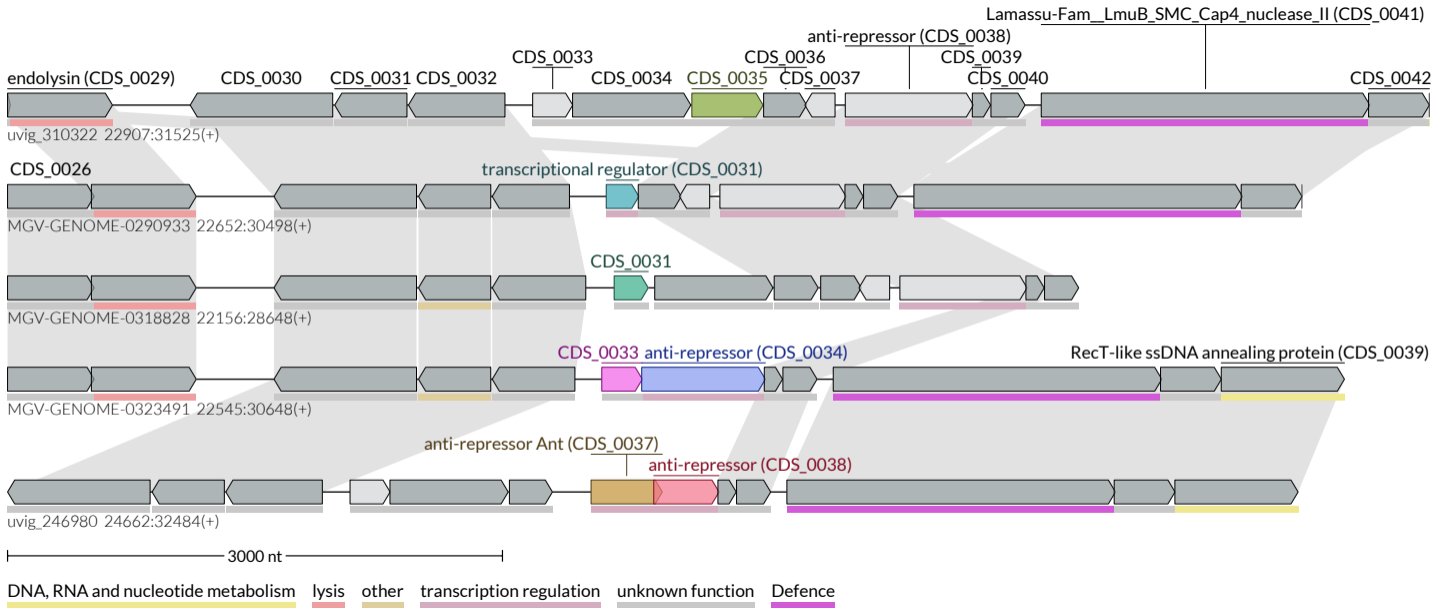 Lamassu-Fam__LmuB_SMC_Cap4_nuclease_II (CDS_0041)
anti-repressor (CDS_0038)
CDS_0033 CDS_0036 CDS_0039
endolysin (CDS_0029) CDS_0030 CDS_0031 CDS_0032 CDS_0034 CDS_0035 CDS_0037 CDS_0040 CDS_0042
uvig_310322 22907:31525(+)
CDS_0026 transcriptional regulator (CDS_0031)
MGV-GENOME-0290933 22652:30498(+)
CDS_0031
MGV-GENOME-0318828 22156:28648(+)
CDS_0033 anti-repressor (CDS_0034) RecT-like ssDNA annealing protein (CDS_0039)
MGV-GENOME-0323491 22545:30648(+)
anti-repressor Ant (CDS_0037)
anti-repressor (CDS_0038)
uvig_246980 24662:32484(+)
3000 nt
DNA, RNA and nucleotide metabolism lysis other transcription regulation unknown function Defence